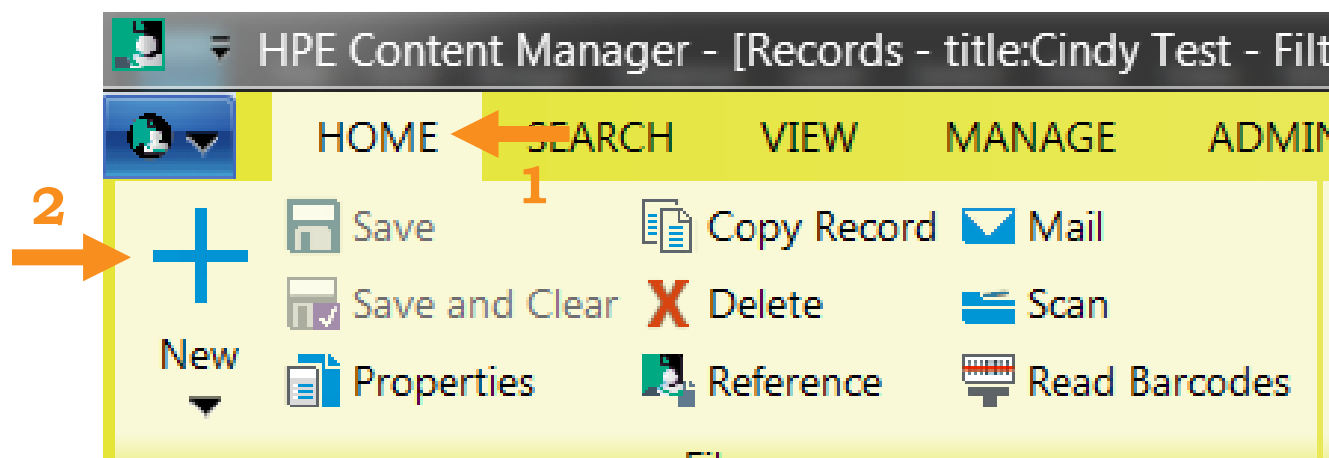 HPE Content Manager - [Records - title:Cindy Test - Filt
HOME SEARCH VIEW MANAGE ADMIN
1
2
Save Copy Record Mail
Save and Clear Delete Scan
New
Properties Reference Read Barcodes